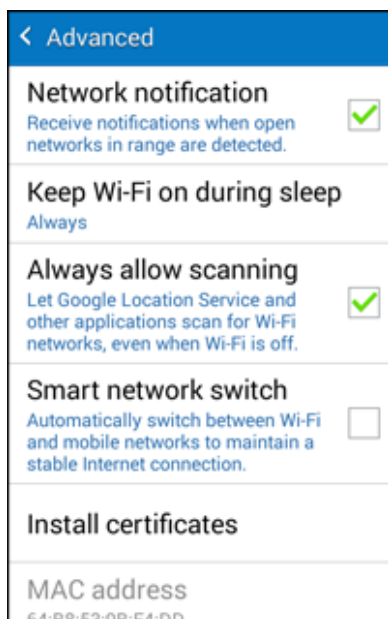 Advanced
Network notification
Receive notifications when open
networks in range are detected.
Keep Wi-Fi on during sleep
Always
Always allow scanning
Let Google Location Service and
other applications scan for Wi-Fi
networks, even when Wi-Fi is off.
Smart network switch
Automatically switch between Wi-Fi
and mobile networks to maintain a
stable Internet connection.
Install certificates
MAC address